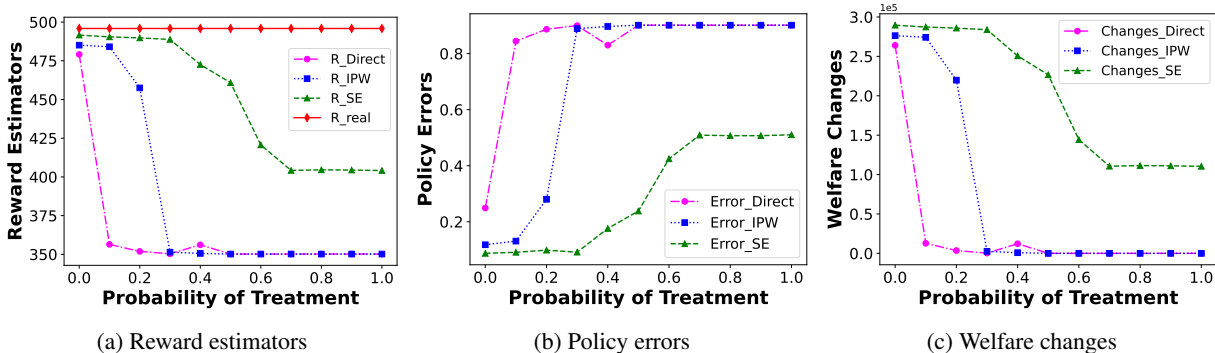 500
475
450
425
400
375
350
Reward Estimators
R_Direct
R_IPW
R_SE
R_real
0.0 0.2 0.4 0.6 0.8 1.0
Probability of Treatment
(a) Reward estimators
0.8
0.6
0.4
0.2
Policy Errors
Error_Direct
Error_IPW
Error_SE
0.0 0.2 0.4 0.6 0.8 1.0
Probability of Treatment
(b) Policy errors
1e5
3.0
2.5
2.0
1.5
1.0
0.5
0.0
Welfare Changes
Changes_Direct
Changes_IPW
Changes_SE
0.0 0.2 0.4 0.6 0.8 1.0
Probability of Treatment
(c) Welfare changes